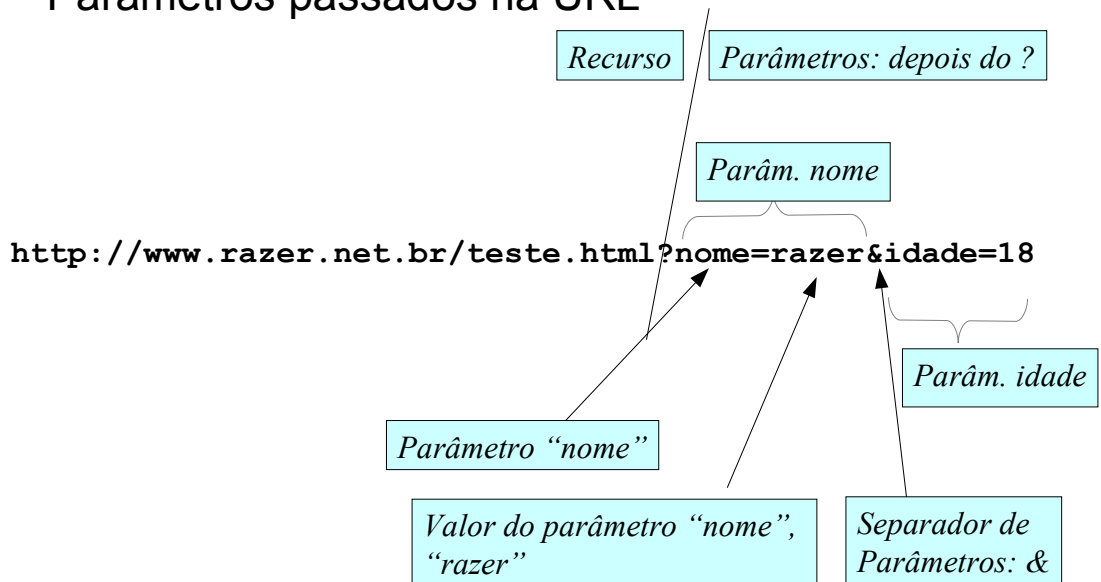 Parâmetros passados na URL
Recurso
Parâmetros: depois do ?
Parâm. nome
http://www.razer.net.br/teste.html?nome=razer&idade=18
Parâm. idade
Parâmetro “nome”
Valor do parâmetro “nome”,
“razer”
Separador de
Parâmetros: &